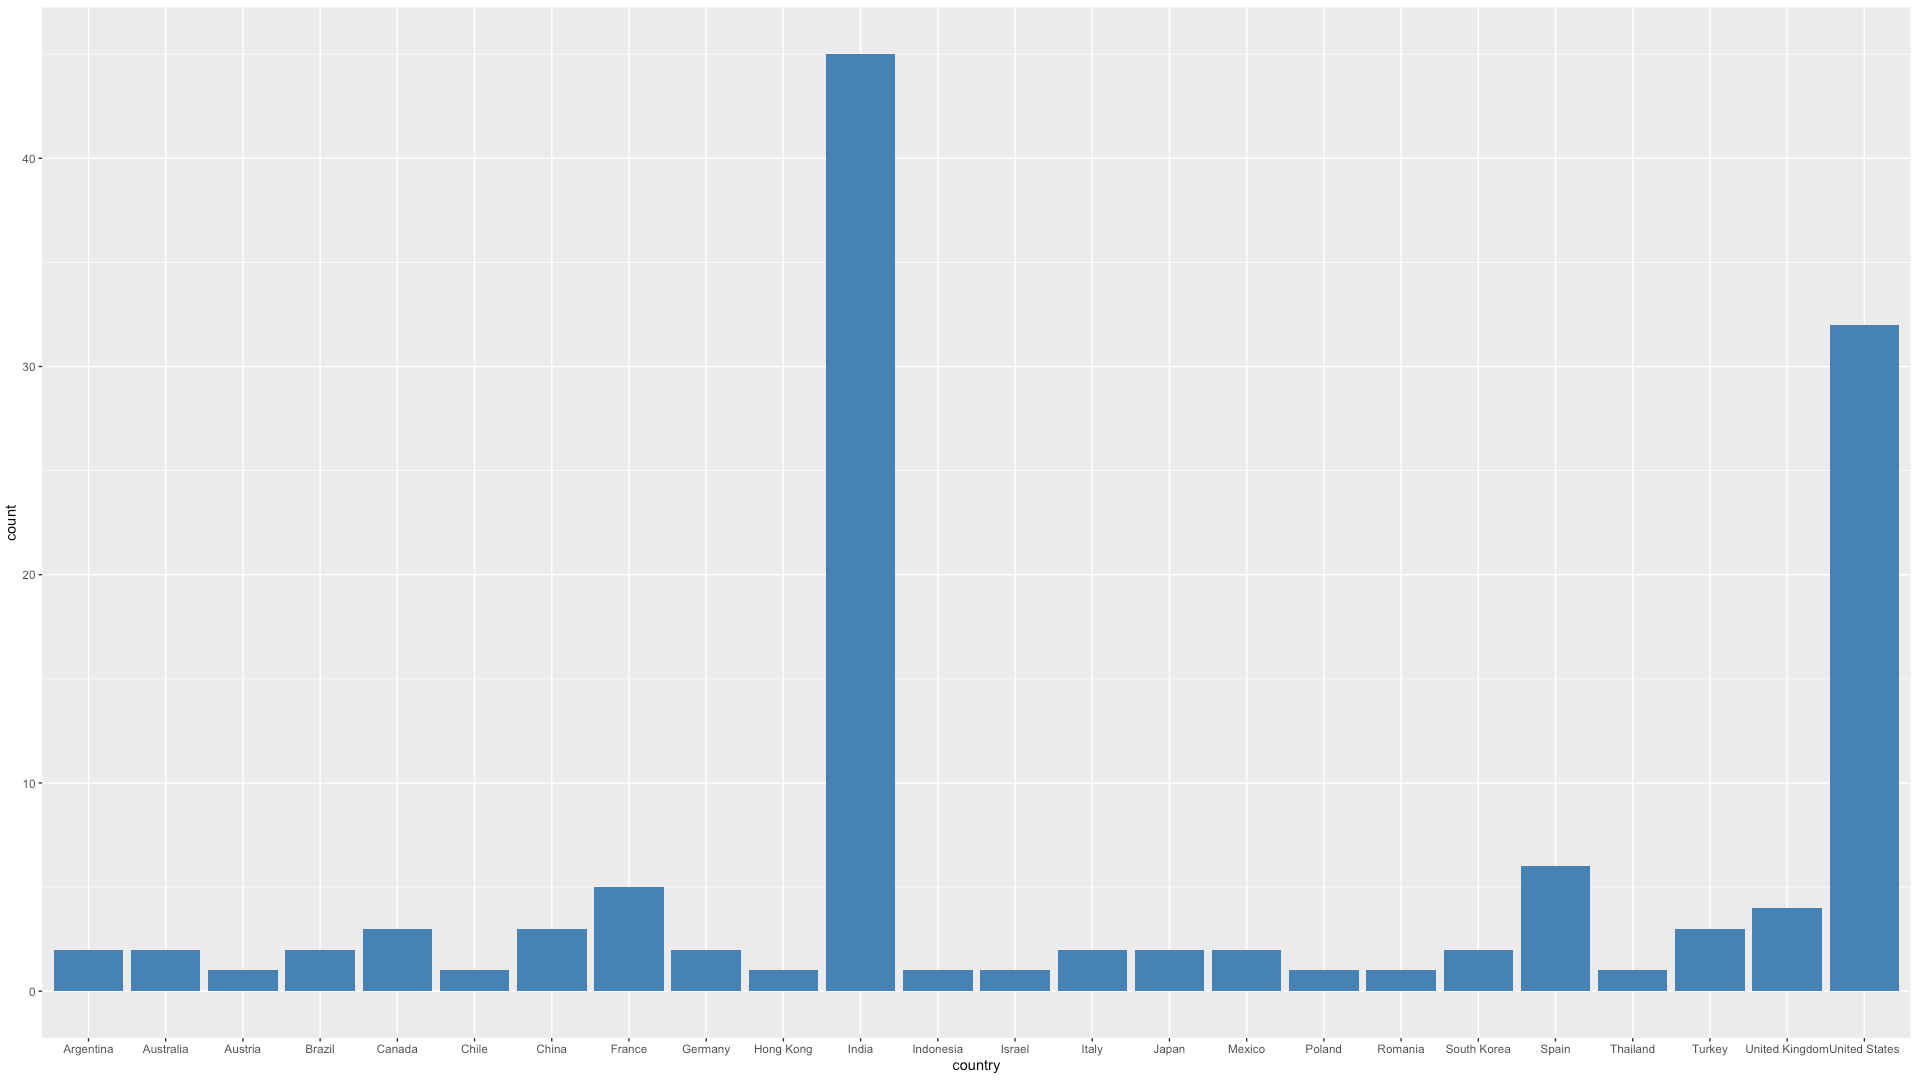 count
40
30
20
10
0
Argentina Australia Austria Brazil Canada Chile China France Germany Hong Kong India Indonesia Israel Italy Japan Mexico Poland Romania South Korea Spain Thailand Turkey United Kingdom United States
country